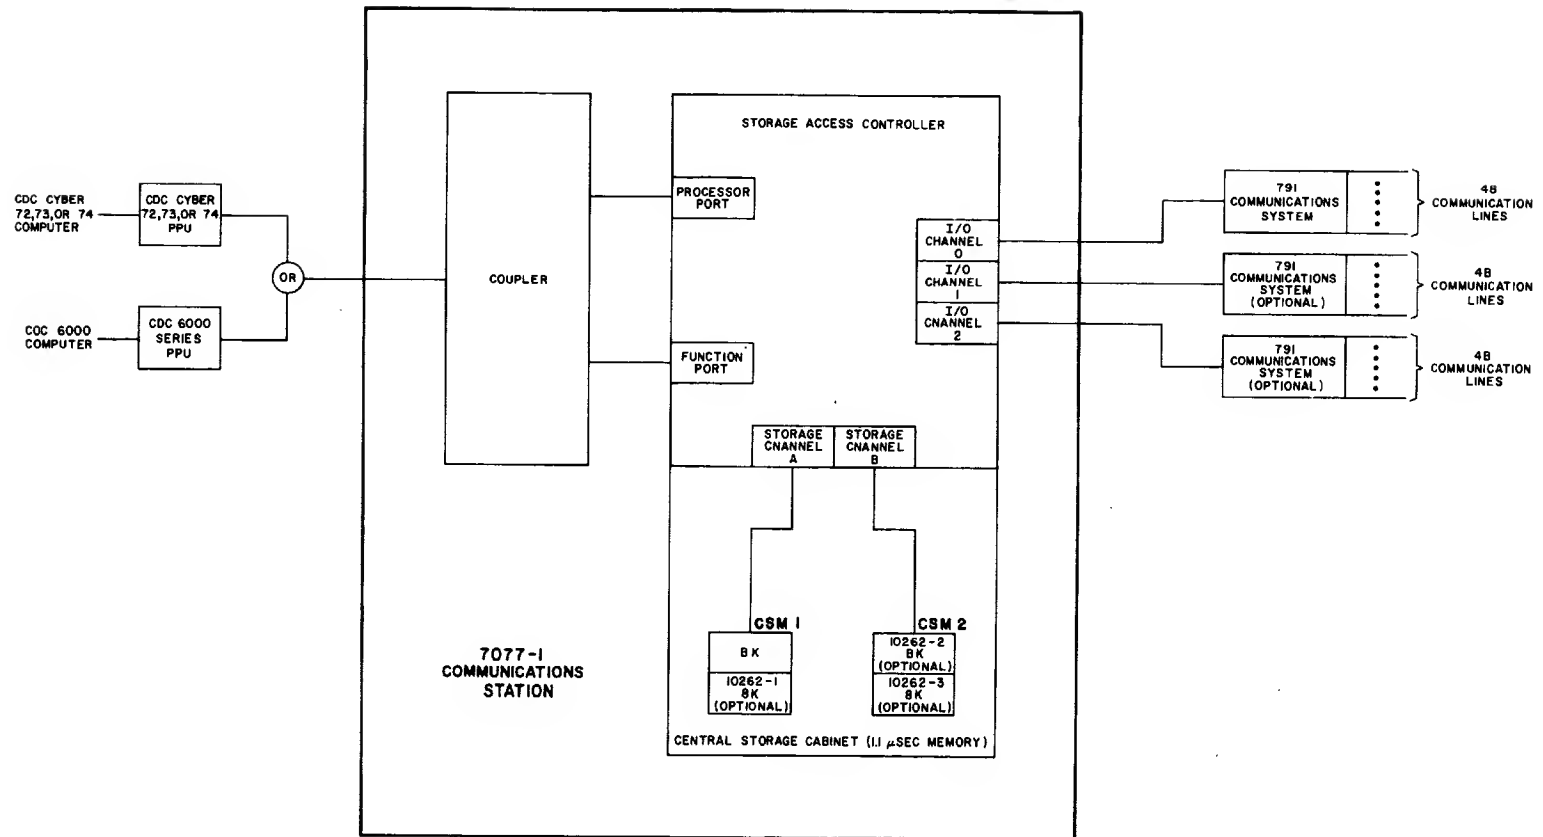 STORAGE ACCESS CONTROLLER
CDC CYBER
72,73,OR 74
COMPUTER
CDC CYBER
72,73,OR 74
PPU
OR
COC 6000
COMPUTER
CDC 6000
SERIES
PPU
COUPLER
PROCESSOR
PORT
FUNCTION
PORT
I/O
CHANNEL
0
I/O
CHANNEL
1
I/O
CNANNEL
2
791
COMMUNICATIONS
SYSTEM
48
COMMUNICATION
LINES
791
COMMUNICATIONS
SYSTEM
(OPTIONAL)
48
COMMUNICATION
LINES
791
COMMUNICATIONS
SYSTEM
(OPTIONAL)
48
COMMUNICATION
LINES
STORAGE
CNANNEL
A
STORAGE
CNANNEL
B
CSM 1
8K
10262-1
8K
(OPTIONAL)
CSM 2
10262-2
8K
(OPTIONAL)
10262-3
8K
(OPTIONAL)
7077-1
COMMUNICATIONS
STATION
CENTRAL STORAGE CABINET (1.1 μSEC MEMORY)